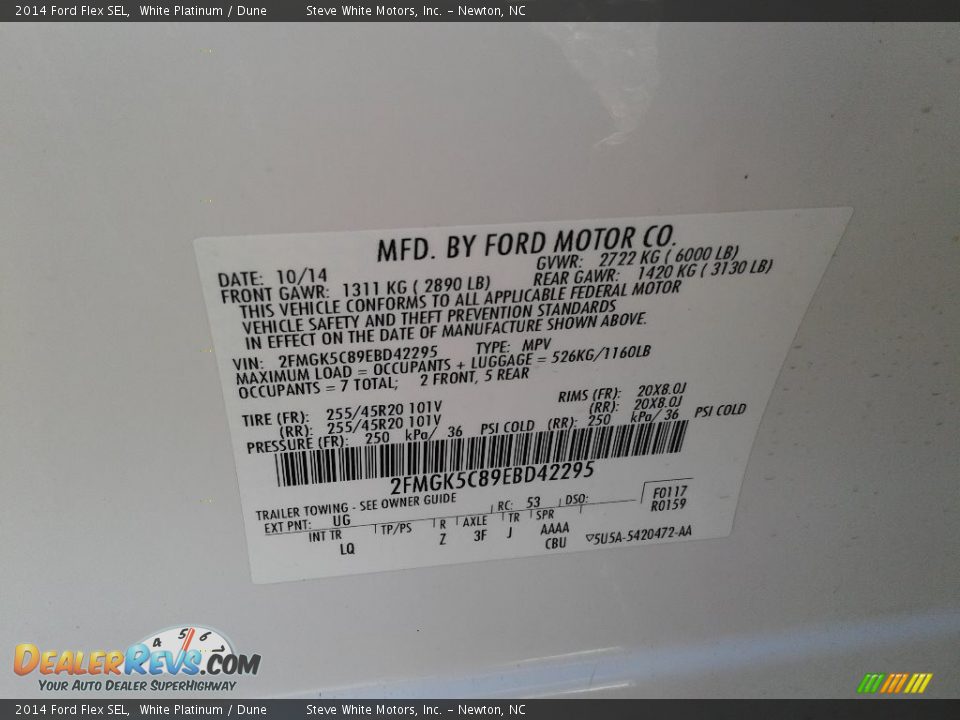 2014 Ford Flex SEL, White Platinum / Dune Steve White Motors, Inc. – Newton, NC
MFD. BY FORD MOTOR CO.
DATE: 10/14 GVWR: 2722 KG ( 6000 LB)
FRONT GAWR: 1311 KG ( 2890 LB) REAR GAWR: 1420 KG ( 3130 LB)
THIS VEHICLE CONFORMS TO ALL APPLICABLE FEDERAL MOTOR
VEHICLE SAFETY AND THEFT PREVENTION STANDARDS
IN EFFECT ON THE DATE OF MANUFACTURE SHOWN ABOVE.
VIN: 2FMGK5C89EBD42295 TYPE: MPV
MAXIMUM LOAD = OCCUPANTS + LUGGAGE = 526KG/1160LB
OCCUPANTS = 7 TOTAL; 2 FRONT, 5 REAR
TIRE (FR): 255/45R20 101V RIMS (FR): 20X8.0J
(RR): 255/45R20 101V (RR): 20X8.0J
PRESSURE (FR): 250 kPa/ 36 PSI COLD (RR): 250 kPa/ 36 PSI COLD
2FMGK5C89EBD42295
TRAILER TOWING - SEE OWNER GUIDE
EXT PNT: UG RC: 53 DSO: F0117
R0159
INT TR TP/PS R AXLE TR SPR
LQ Z 3F J AAAA
CBU ▽5U5A-5420472-AA
4 5 6
DEALERREVS.COM
YOUR AUTO DEALER SUPERHIGHWAY
2014 Ford Flex SEL, White Platinum / Dune Steve White Motors, Inc. – Newton, NC